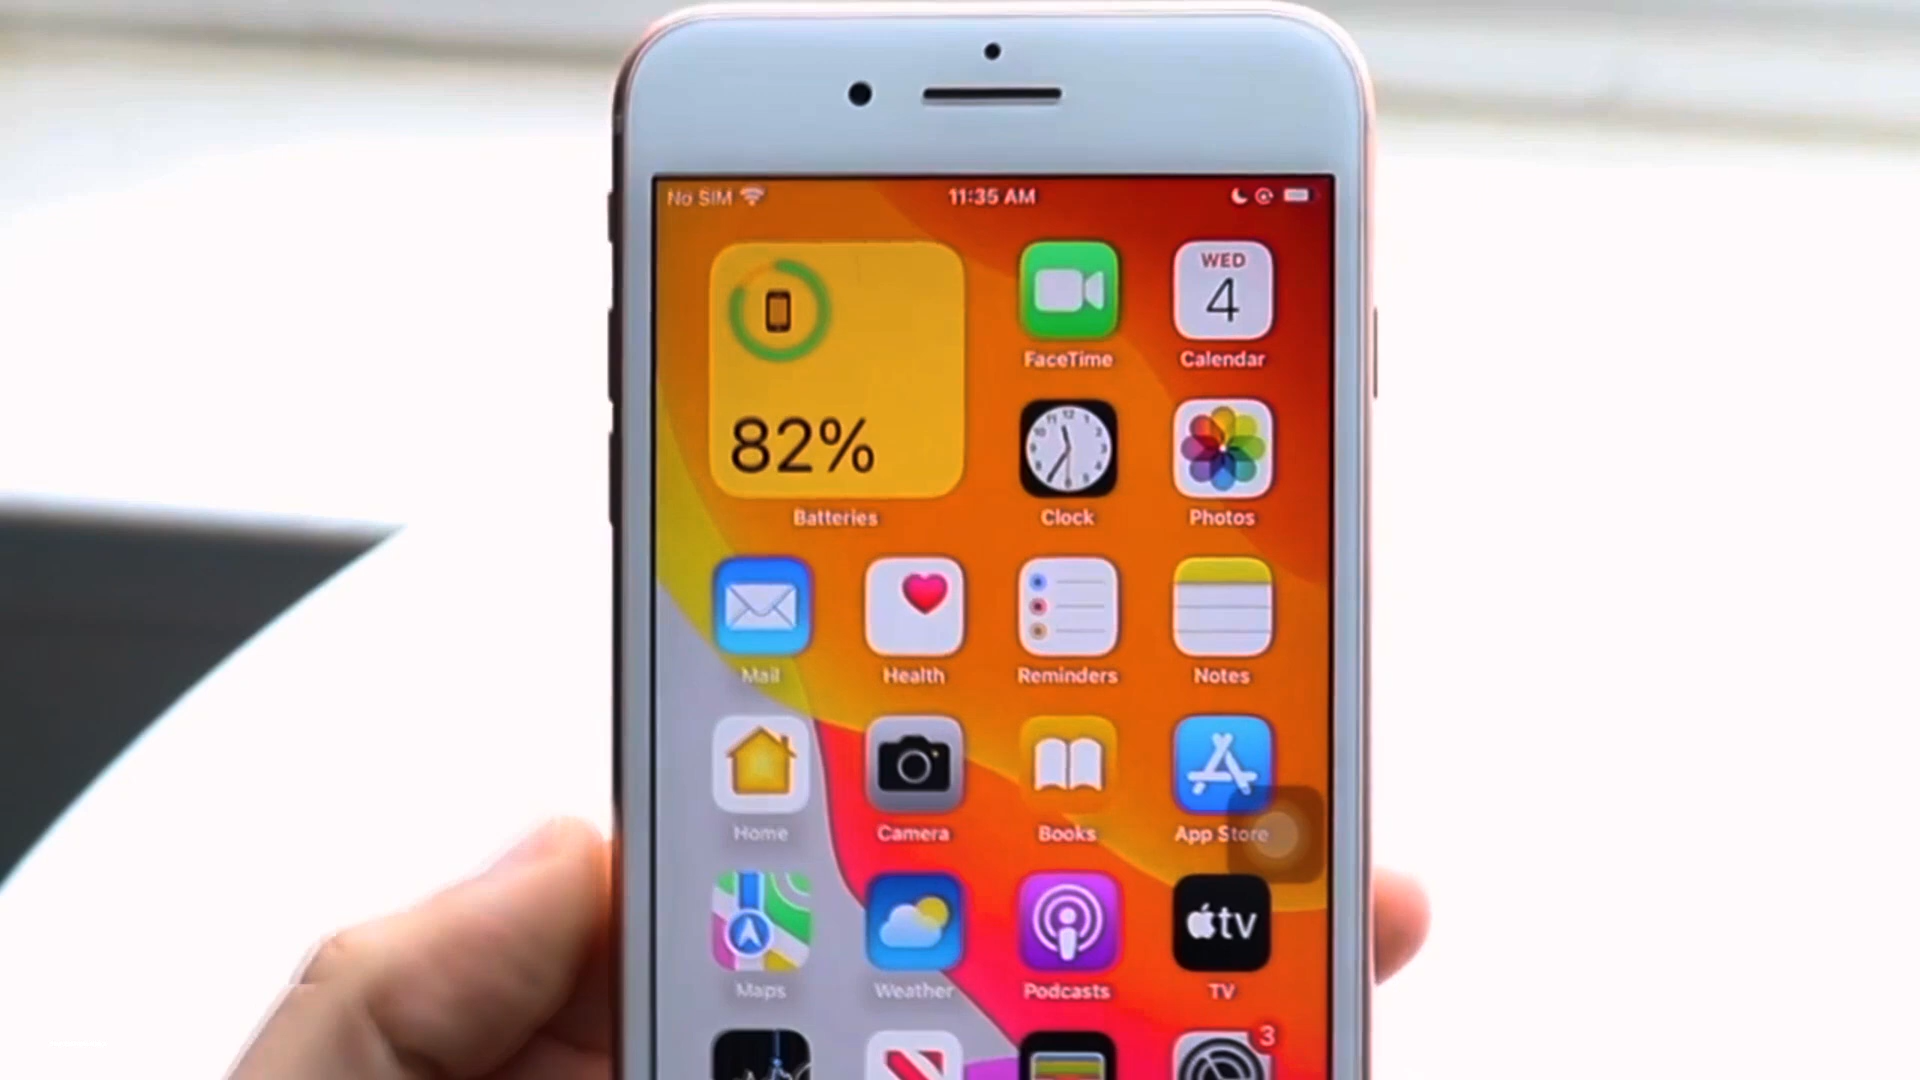 No SIM 11:35 AM
82%
Batteries
WED
4
FaceTime Calendar
Clock Photos
Mail Health Reminders Notes
Home Camera Books App Store
tv
Maps Weather Podcasts TV
3